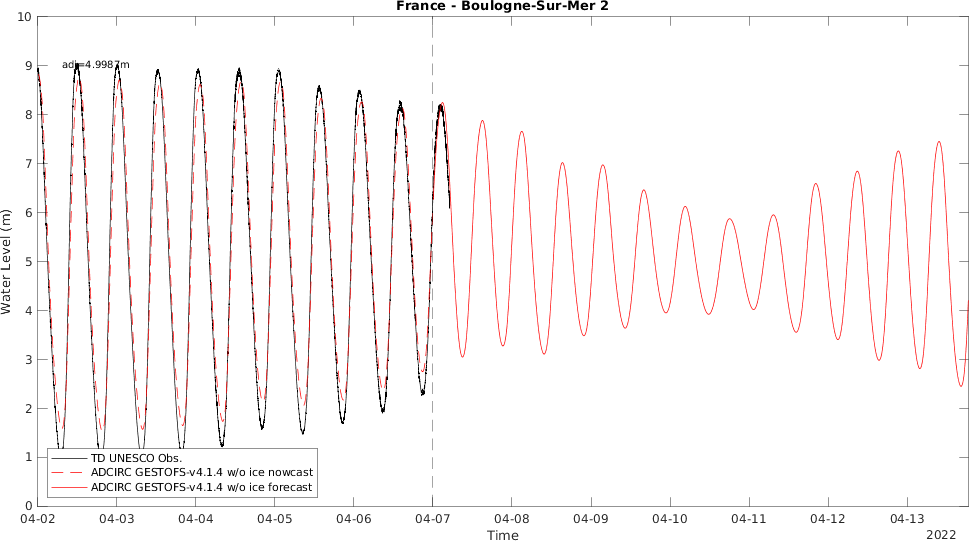 France - Boulogne-Sur-Mer 2
10
adj=4.9987m
9
8
7
6
5
4
3
2
1
0
Water Level (m)
TD UNESCO Obs.
ADCIRC GESTOFS-v4.1.4 w/o ice nowcast
ADCIRC GESTOFS-v4.1.4 w/o ice forecast
04-02 04-03 04-04 04-05 04-06 04-07 04-08 04-09 04-10 04-11 04-12 04-13
Time
2022